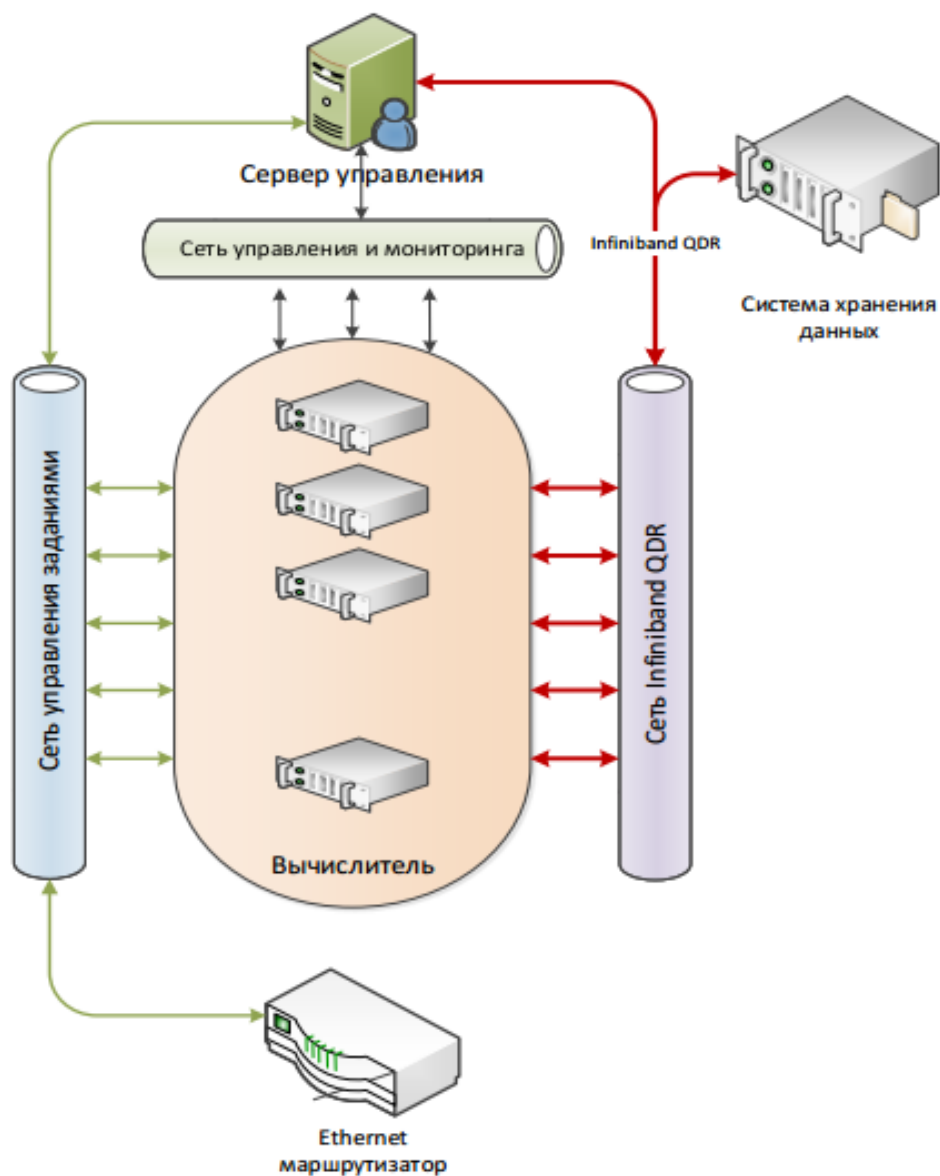 Сервер управления
Сеть управления и мониторинга
Infiniband QDR
Система хранения
данных
Сеть управления заданиями
Сеть Infiniband QDR
Вычислитель
Ethernet
маршрутизатор